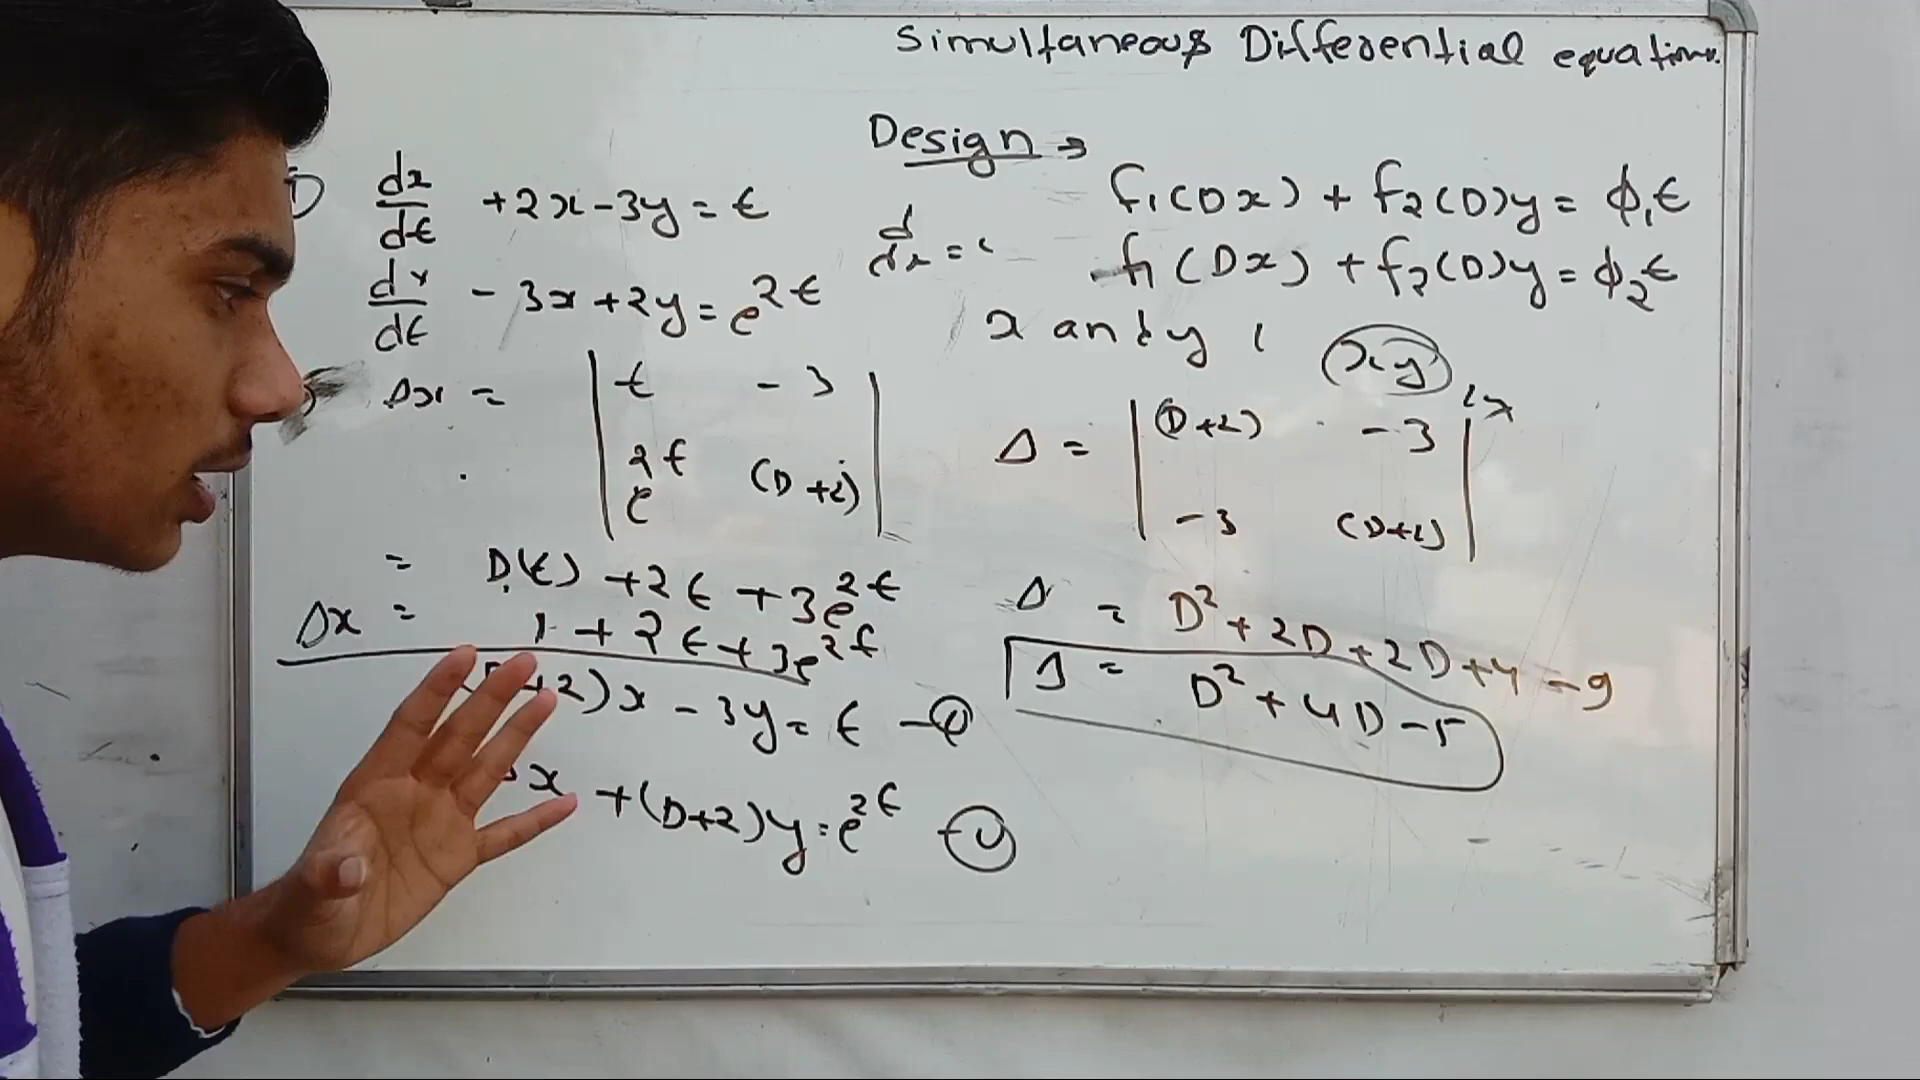 Simultaneous Differential equations.
Design →
dx/dt +2x-3y = t
f1(Dx) + f2(D)y = φ1t
d/dx =
dy/dt - 3x+2y = e^2t
f1(Dx) + f2(D)y = φ2t
x and y (x,y)
Δx = | t -3 |
| e^2t (D+2) |
Δ = | (D+2) -3 |
| -3 (D+2) |
= D(t) +2t +3e^2t
Δx = 1 + 2t +3e^2t
Δ = D² + 2D +2D+4 -9
Δ = D² + 4D -5
+2)x - 3y = t
x +(D+2)y = e^2t